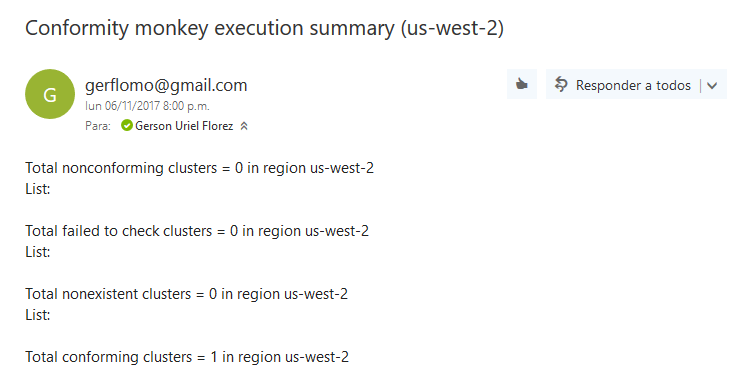 Conformity monkey execution summary (us-west-2)
G
gerflomo@gmail.com
lun 06/11/2017 8:00 p.m.
Para: Gerson Uriel Florez
Responder a todos
Total nonconforming clusters = 0 in region us-west-2
List:
Total failed to check clusters = 0 in region us-west-2
List:
Total nonexistent clusters = 0 in region us-west-2
List:
Total conforming clusters = 1 in region us-west-2